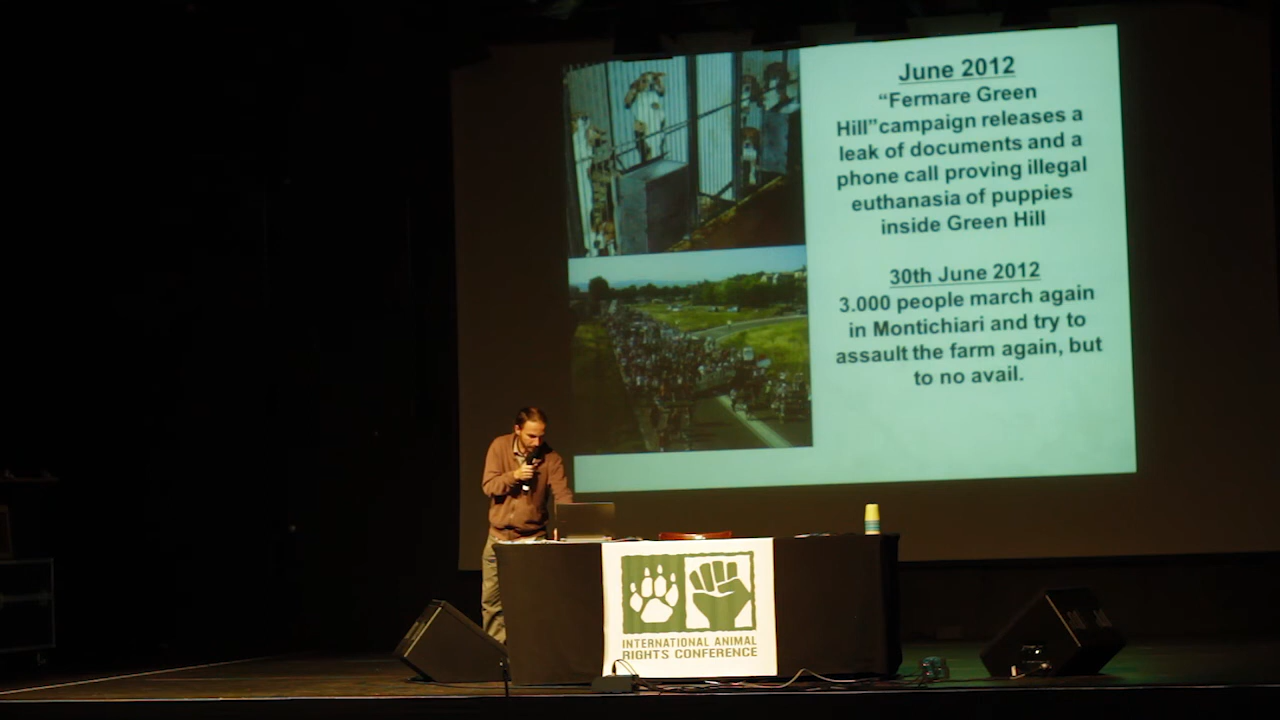 June 2012
“Fermare Green
Hill”campaign releases a
leak of documents and a
phone call proving illegal
euthanasia of puppies
inside Green Hill
30th June 2012
3.000 people march again
in Montichiari and try to
assault the farm again, but
to no avail.
INTERNATIONAL ANIMAL
RIGHTS CONFERENCE